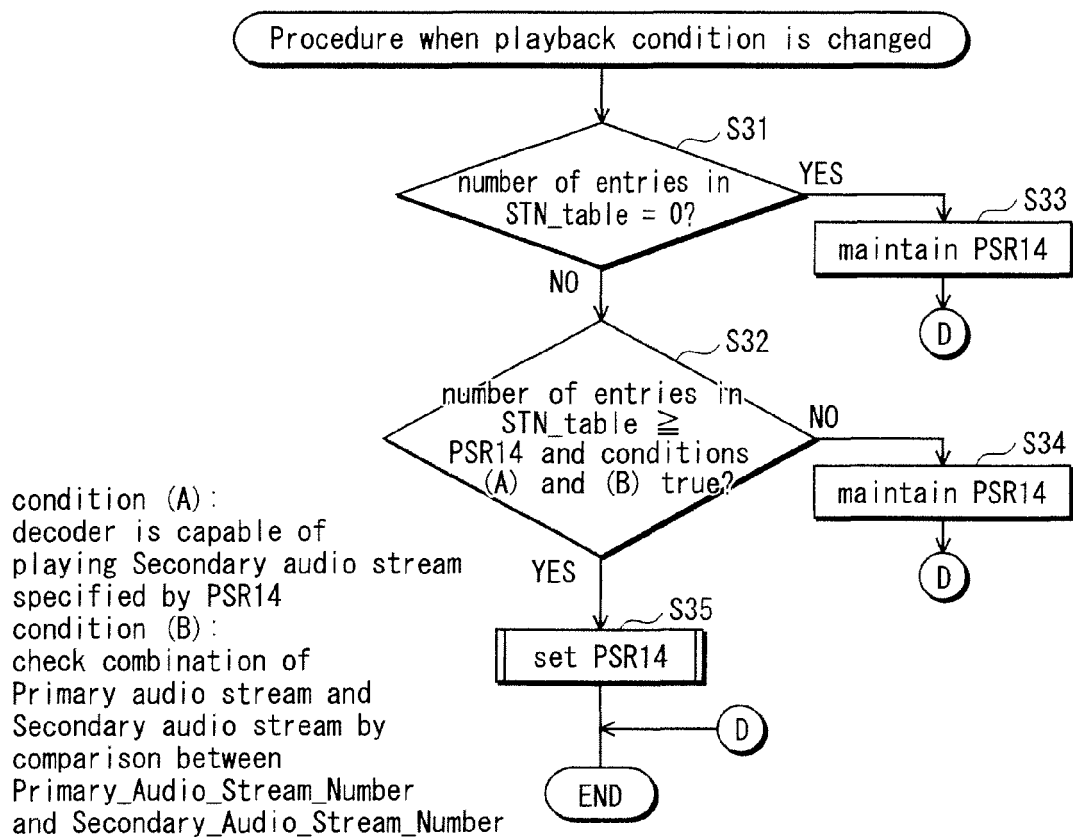 Procedure when playback condition is changed
S31
number of entries in
STN_table = 0?
YES
S33
maintain PSR14
D
NO
S32
number of entries in
STN_table ≧
PSR14 and conditions
(A) and (B) true?
NO
S34
maintain PSR14
D
YES
S35
set PSR14
D
END
condition (A):
decoder is capable of
playing Secondary audio stream
specified by PSR14
condition (B):
check combination of
Primary audio stream and
Secondary audio stream by
comparison between
Primary_Audio_Stream_Number
and Secondary_Audio_Stream_Number